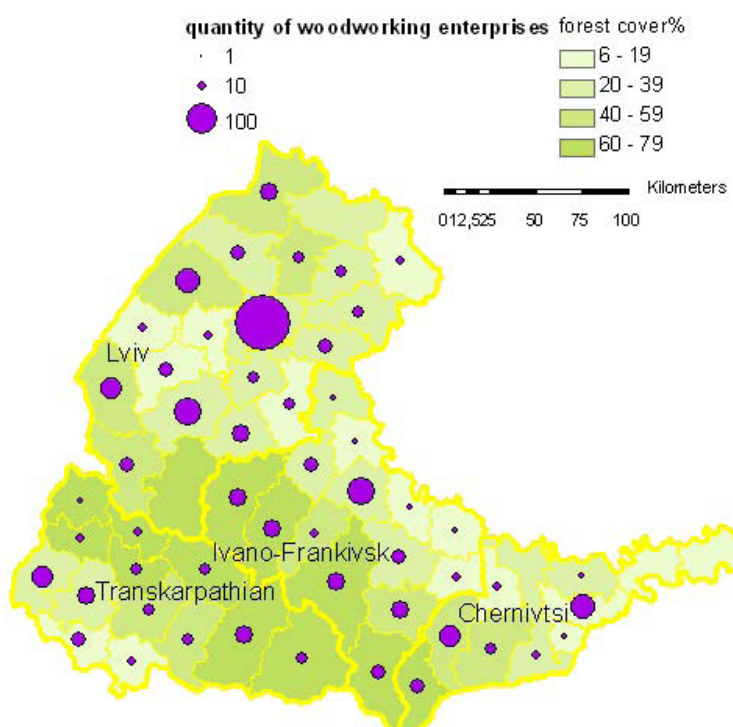 quantity of woodworking enterprises
1
10
100
forest cover%
6 - 19
20 - 39
40 - 59
60 - 79
Kilometers
012,525 50 75 100
Lviv
Ivano-Frankivsk
Transkarpathian
Chernivtsi